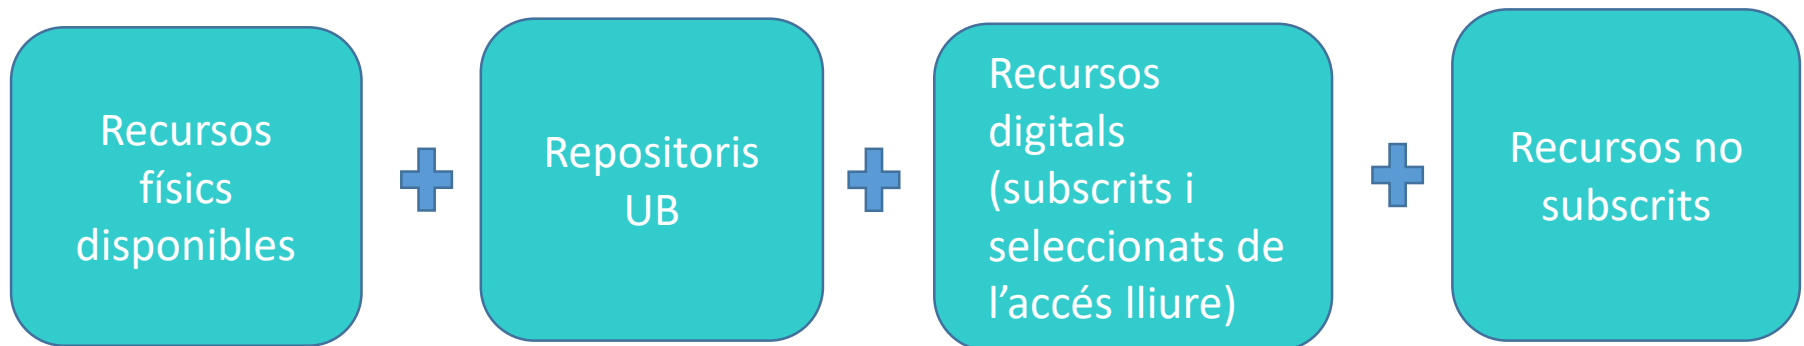 Recursos
físics
disponibles
Repositoris
UB
Recursos
digitals
(subscrits i
seleccionats de
l’accés lliure)
Recursos no
subscrits